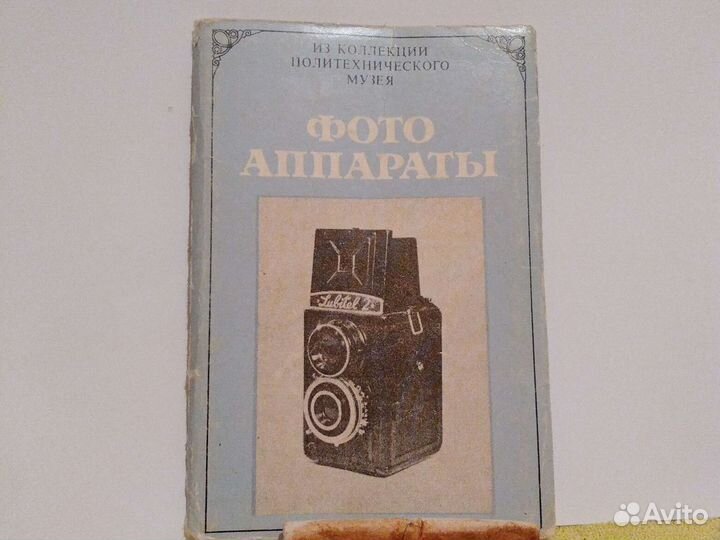 ИЗ КОЛЛЕКЦИИ
ПОЛИТЕХНИЧЕСКОГО
МУЗЕЯ
ФОТО
АППАРАТЫ
Lubitel 2
Avito